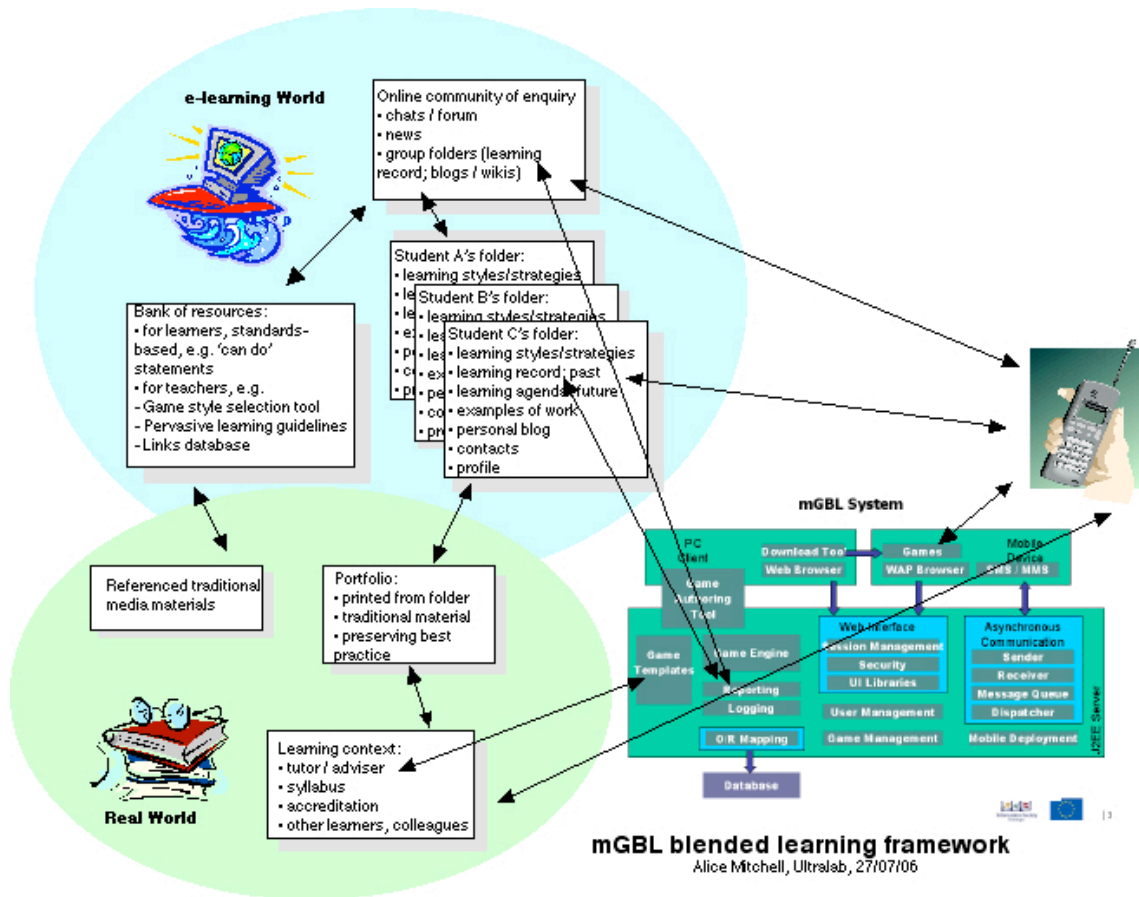 e-learning World
Online community of enquiry
• chats / forum
• news
• group folders (learning
record; blogs / wikis)
Student A's folder:
• learning styles/strategies
Student B's folder:
• learning styles/strategies
Student C's folder:
• learning styles/strategies
• learning record; past
• learning agenda; future
• examples of work
• personal blog
• contacts
• profile
Bank of resources:
• for learners, standards-
based, e.g. 'can do'
statements
• for teachers, e.g.
- Game style selection tool
- Pervasive learning guidelines
- Links database
Referenced traditional
media materials
Portfolio:
• printed from folder
• traditional material
• preserving best
practice
Learning context:
• tutor / adviser
• syllabus
• accreditation
• other learners, colleagues
Real World
mGBL System
PC
Client
Download Tool
Web Browser
Games
WAP Browser
Mobile
Device
SMS / MMS
Game
Authoring
Tool
Game
Templates
Game Engine
Reporting
Logging
O/R Mapping
Database
Web Interface
Session Management
Security
UI Libraries
User Management
Game Management
Asynchronous
Communication
Sender
Receiver
Message Queue
Dispatcher
Mobile Deployment
J2EE Server
| 3
mGBL blended learning framework
Alice Mitchell, Ultralab, 27/07/06